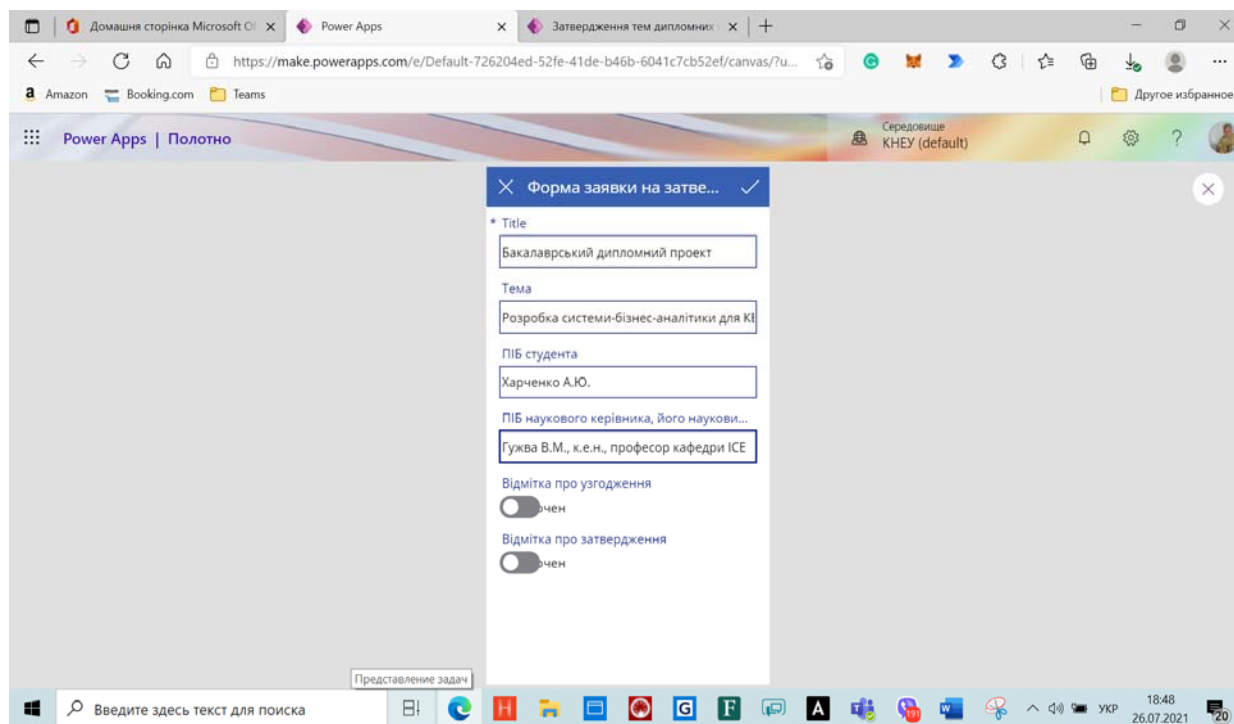 Домашня сторінка Microsoft Of
Power Apps
Затвердження тем дипломних
https://make.powerapps.com/e/Default-726204ed-52fe-41de-b46b-6041c7cb52ef/canvas/?u...
Amazon
Booking.com
Teams
Другое избранное
Power Apps | Полотно
Середовище
КНЕУ (default)
Форма заявки на затве...
* Title
Бакалаврський дипломний проект
Тема
Розробка системи-бізнес-аналітики для КЕ
ПІБ студента
Харченко А.Ю.
ПІБ наукового керівника, його наукови...
Гужва В.М., к.е.н., професор кафедри ІСЕ
Відмітка про узгодження
очен
Відмітка про затвердження
очен
Представление задач
Введите здесь текст для поиска
УКР
18:48
26.07.2021
191
20